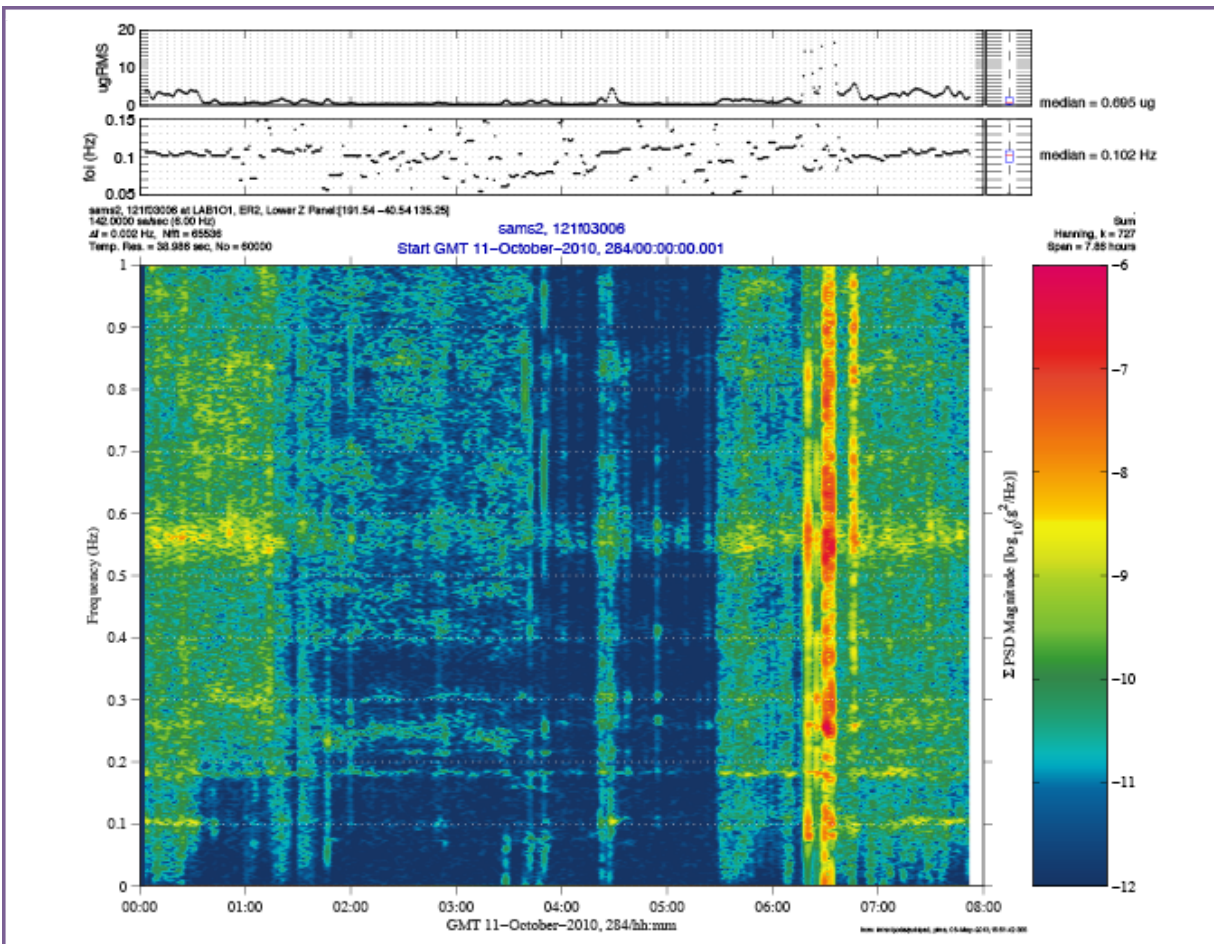 20
10
0
ugRMS
median = 0.695 ug
0.15
0.1
0.05
foi (Hz)
median = 0.102 Hz
sams2, 121f03006 at LAB1O1, ER2, Lower Z Panel:[191.54 −40.54 135.25]
142.0000 sa/sec (6.00 Hz)
Δf = 0.002 Hz, Nfft = 65536
Temp. Res. = 38.986 sec, No = 60000
sams2, 121f03006
Start GMT 11−October−2010, 284/00:00:00.001
Sum
Hanning, k = 727
Span = 7.86 hours
1
0.9
0.8
0.7
0.6
0.5
0.4
0.3
0.2
0.1
0
Frequency (Hz)
00:00 01:00 02:00 03:00 04:00 05:00 06:00 07:00 08:00
GMT 11−October−2010, 284/hh:mm
−6
−7
−8
−9
−10
−11
−12
Σ PSD Magnitude [log10(g2/Hz)]